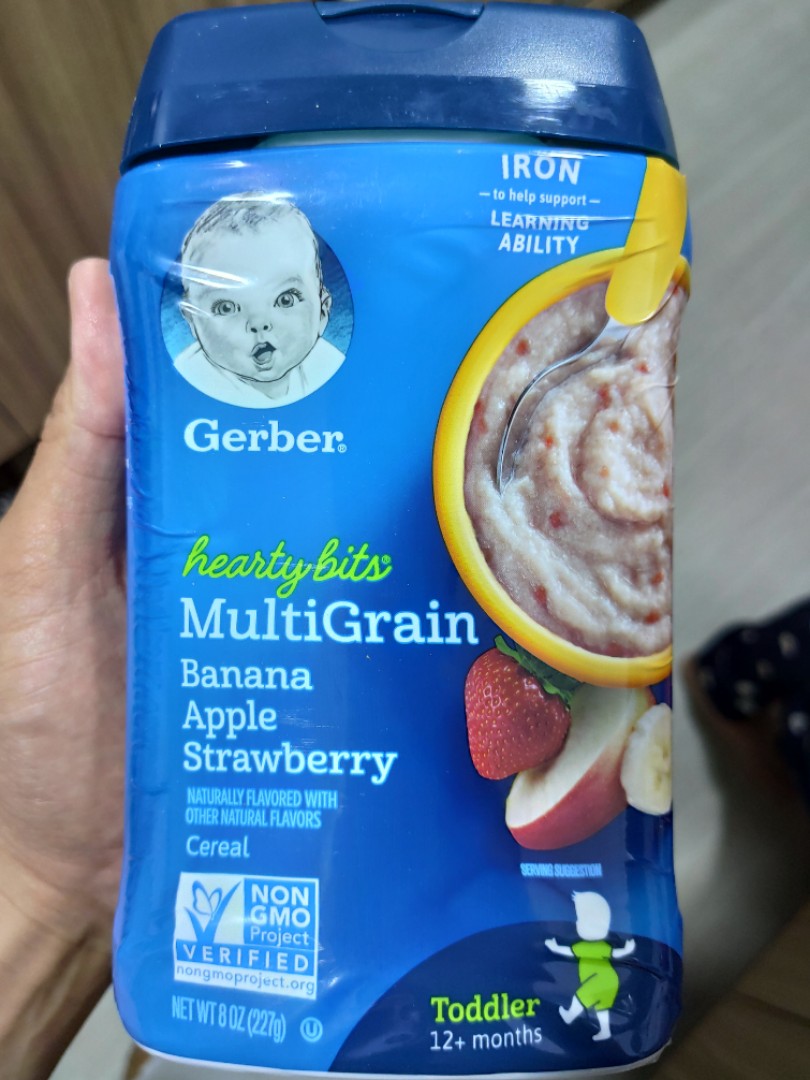 IRON
— to help support —
LEARNING
ABILITY
Gerber®
hearty bits®
MultiGrain
Banana
Apple
Strawberry
NATURALLY FLAVORED WITH
OTHER NATURAL FLAVORS
Cereal
SERVING SUGGESTION
NON
GMO
Project
VERIFIED
nongmoproject.org
NET WT 8 OZ (227g) U
Toddler
12+ months